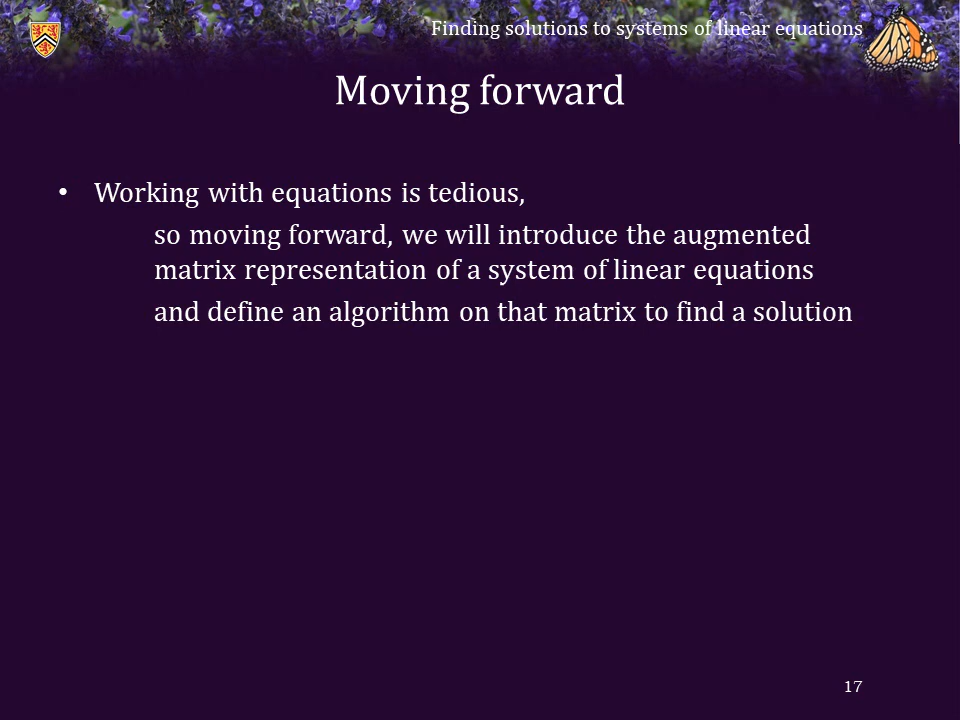 Finding solutions to systems of linear equations
Moving forward
• Working with equations is tedious,
so moving forward, we will introduce the augmented
matrix representation of a system of linear equations
and define an algorithm on that matrix to find a solution
17